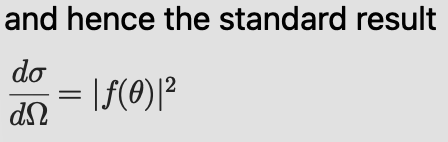 and hence the standard result
dσ/dΩ = |f(θ)|²